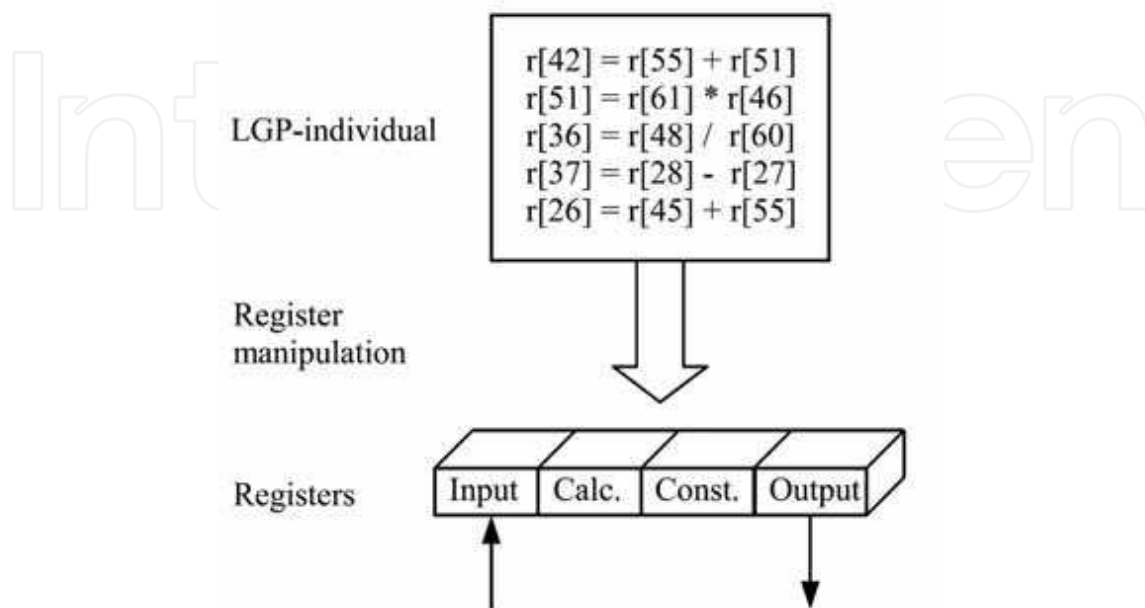 r[42] = r[55] + r[51]
r[51] = r[61] * r[46]
r[36] = r[48] / r[60]
r[37] = r[28] - r[27]
r[26] = r[45] + r[55]
LGP-individual
Register
manipulation
Registers
Input Calc. Const. Output